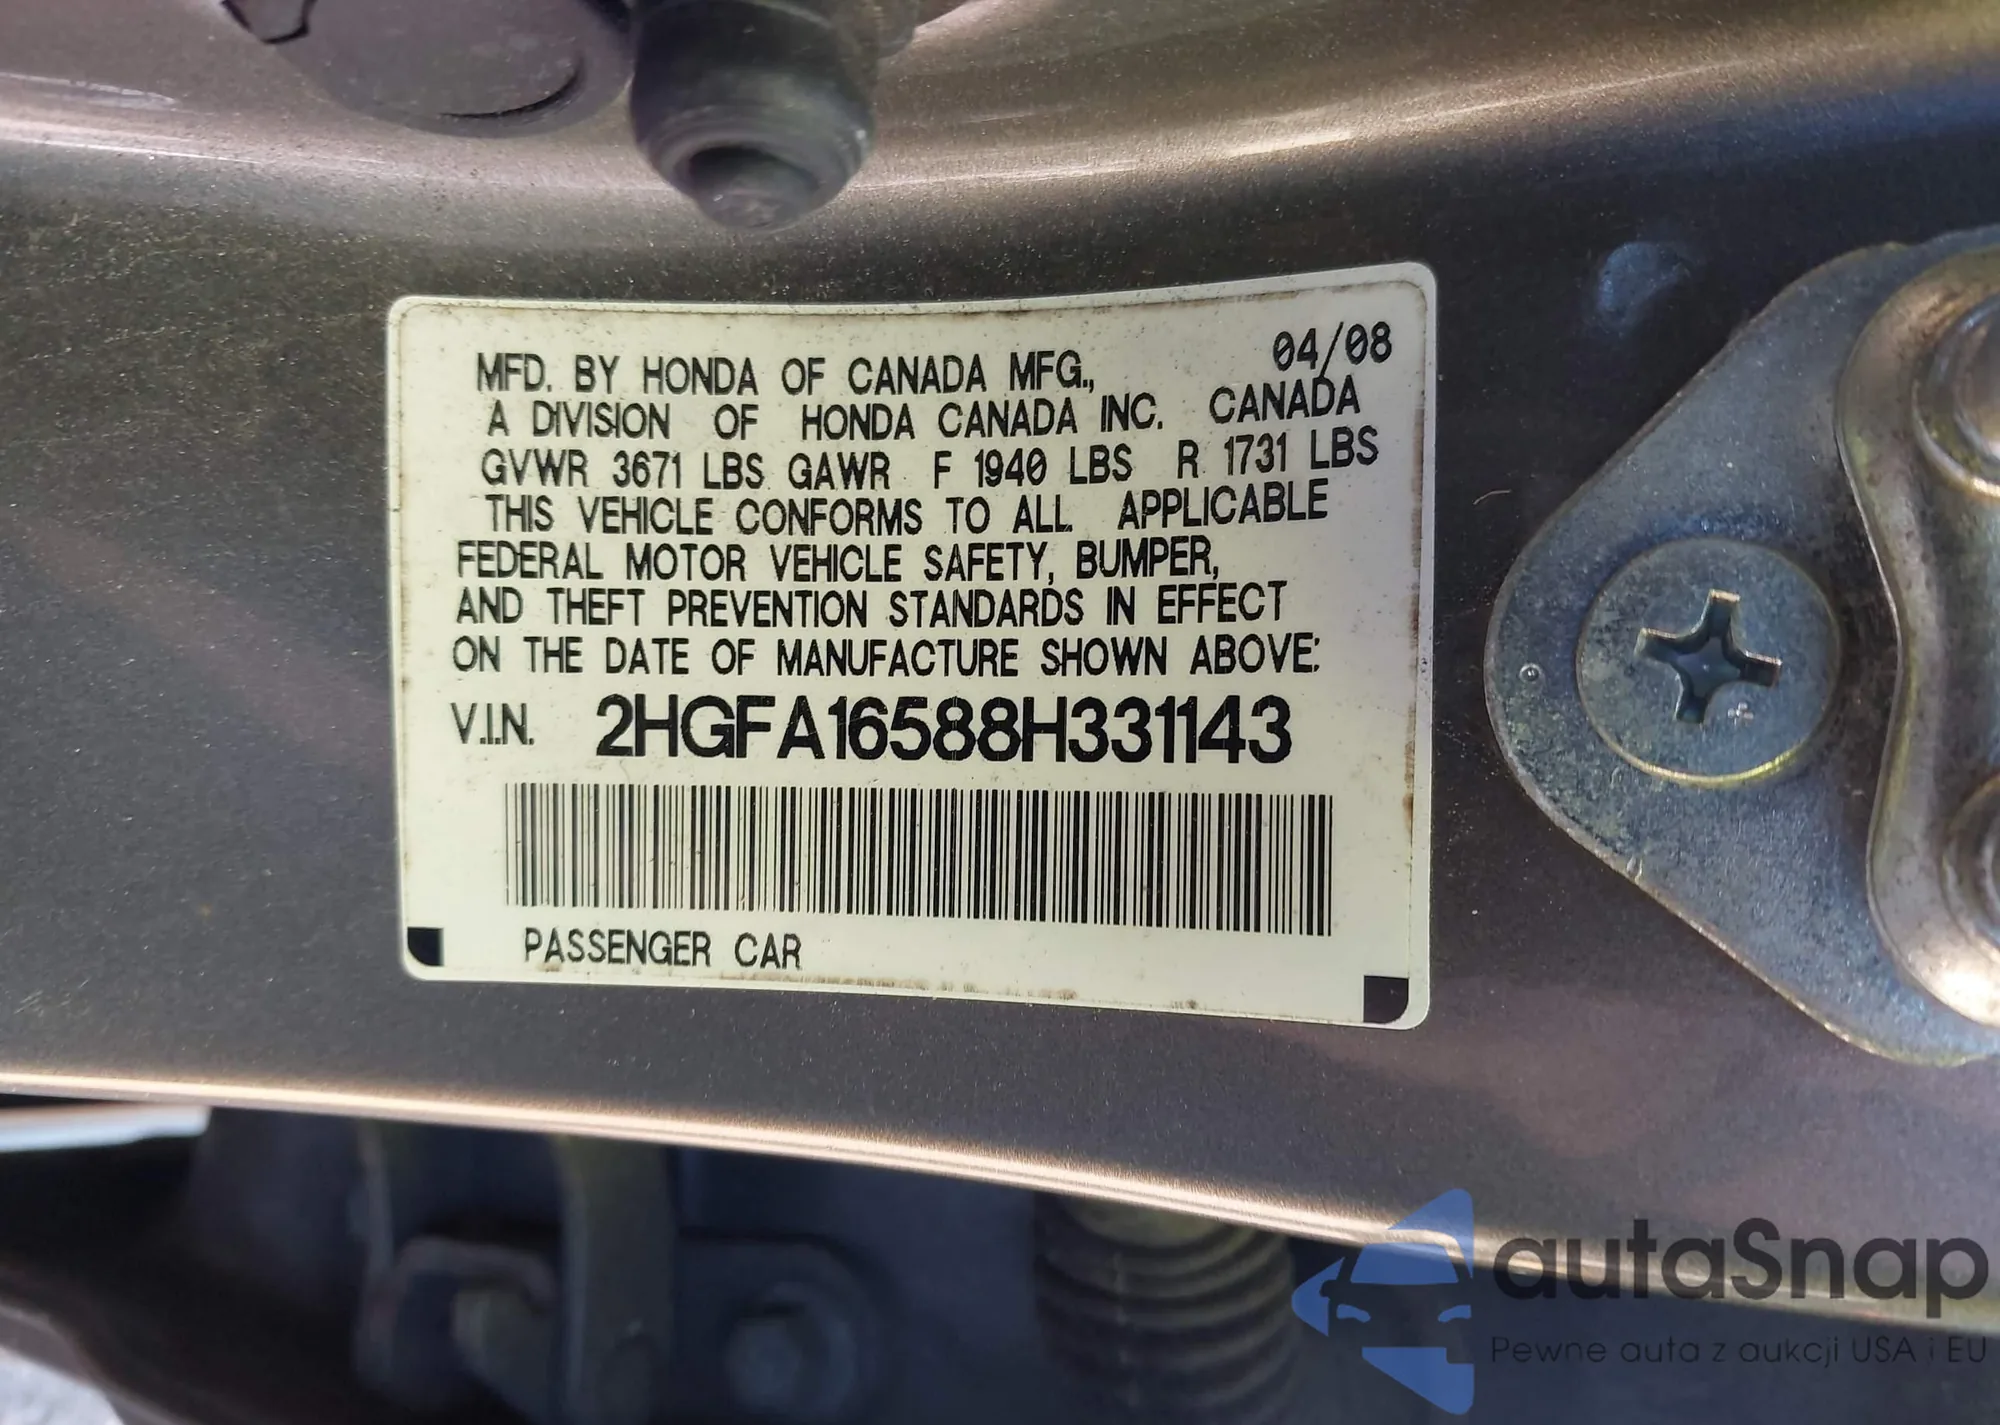 04/08
MFD. BY HONDA OF CANADA MFG.,
A DIVISION OF HONDA CANADA INC. CANADA
GVWR 3671 LBS GAWR F 1940 LBS R 1731 LBS
THIS VEHICLE CONFORMS TO ALL APPLICABLE
FEDERAL MOTOR VEHICLE SAFETY, BUMPER,
AND THEFT PREVENTION STANDARDS IN EFFECT
ON THE DATE OF MANUFACTURE SHOWN ABOVE:
V.I.N. 2HGFA16588H331143
PASSENGER CAR
autaSnap
Pewne auta z aukcji USA i EU